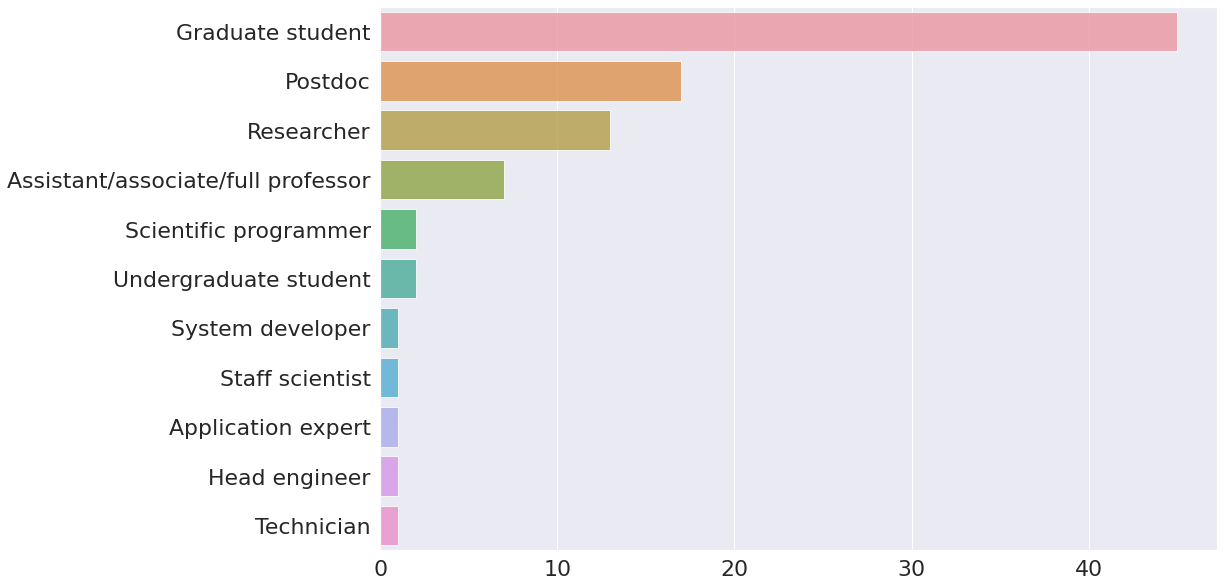 Graduate student
Postdoc
Researcher
Assistant/associate/full professor
Scientific programmer
Undergraduate student
System developer
Staff scientist
Application expert
Head engineer
Technician
0 10 20 30 40